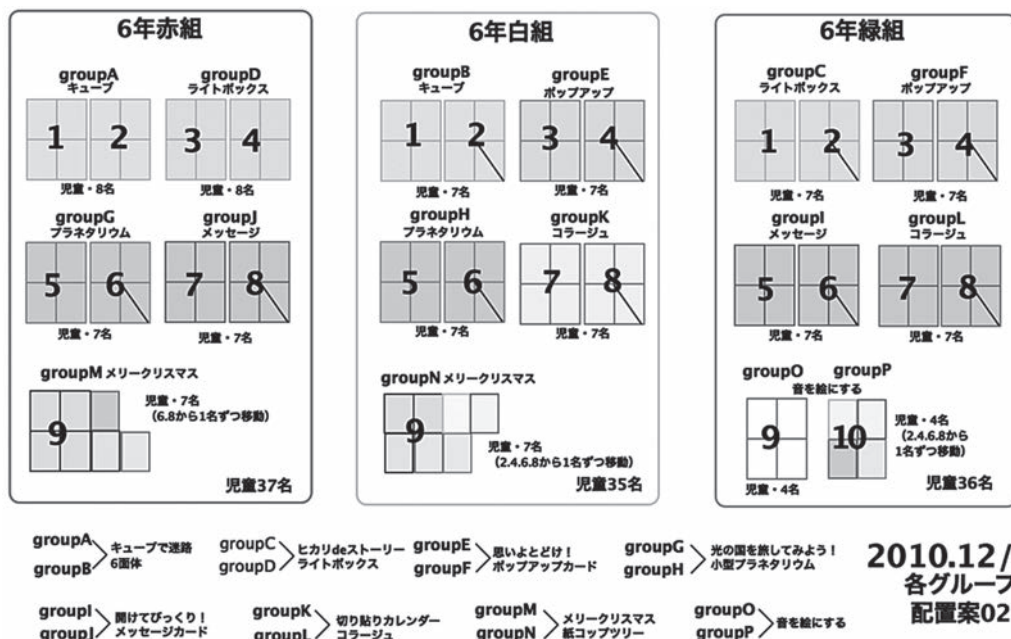 6年赤組
groupA
キューブ
groupD
ライトボックス
1 2 3 4
児童・8名
児童・8名
groupG
プラネタリウム
groupJ
メッセージ
5 6 7 8
児童・7名
児童・7名
groupM メリークリスマス
9
児童・7名
(6.8から1名ずつ移動)
児童37名
6年白組
groupB
キューブ
groupE
ポップアップ
1 2 3 4
児童・7名
児童・7名
groupH
プラネタリウム
groupK
コラージュ
5 6 7 8
児童・7名
児童・7名
groupN メリークリスマス
9
児童・7名
(2.4.6.8から1名ずつ移動)
児童35名
6年緑組
groupC
ライトボックス
groupF
ポップアップ
1 2 3 4
児童・7名
児童・7名
groupI
メッセージ
groupL
コラージュ
5 6 7 8
児童・7名
児童・7名
groupO
groupP
音を絵にする
9 10
児童・4名
児童・4名
(2.4.6.8から
1名ずつ移動)
児童36名
groupA
groupB
キューブで迷路
6面体
groupC
groupD
ヒカリdeストーリー
ライトボックス
groupE
groupF
思いよとどけ！
ポップアップカード
groupG
groupH
光の国を旅してみよう！
小型プラネタリウム
groupI
groupJ
開けてびっくり！
メッセージカード
groupK
groupL
切り貼りカレンダー
コラージュ
groupM
groupN
メリークリスマス
紙コップツリー
groupO
groupP
音を絵にする
2010.12/
各グループ
配置案02